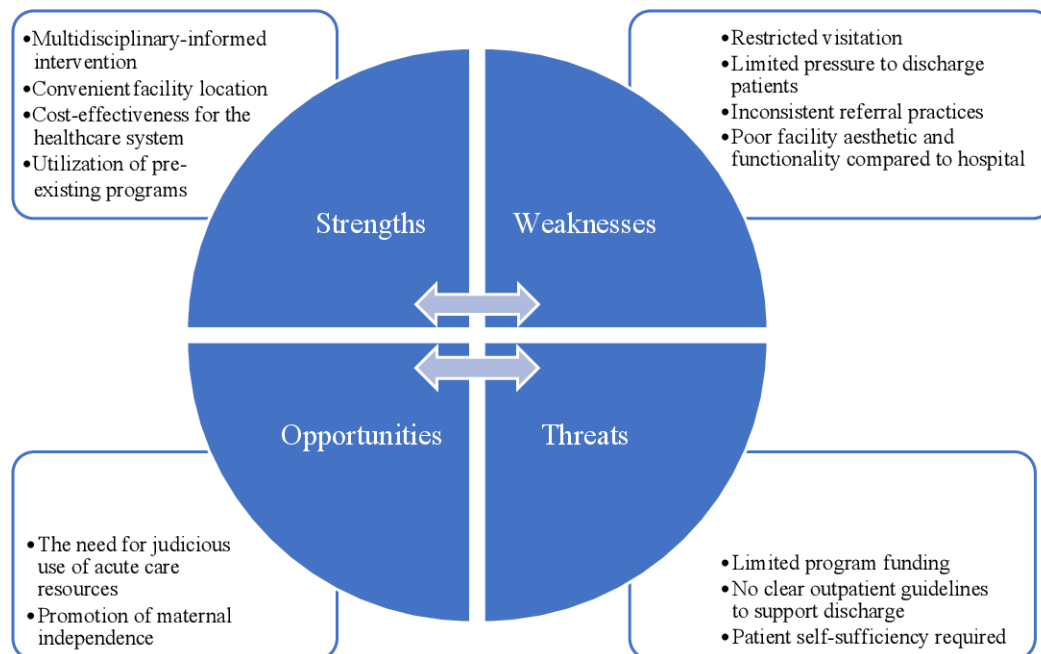 •Multidisciplinary-informed
intervention
•Convenient facility location
•Cost-effectiveness for the
healthcare system
•Utilization of pre-
existing programs
•Restricted visitation
•Limited pressure to discharge
patients
•Inconsistent referral practices
•Poor facility aesthetic and
functionality compared to hospital
Strengths
Weaknesses
Opportunities
Threats
•The need for judicious
use of acute care
resources
•Promotion of maternal
independence
•Limited program funding
•No clear outpatient guidelines
to support discharge
•Patient self-sufficiency required